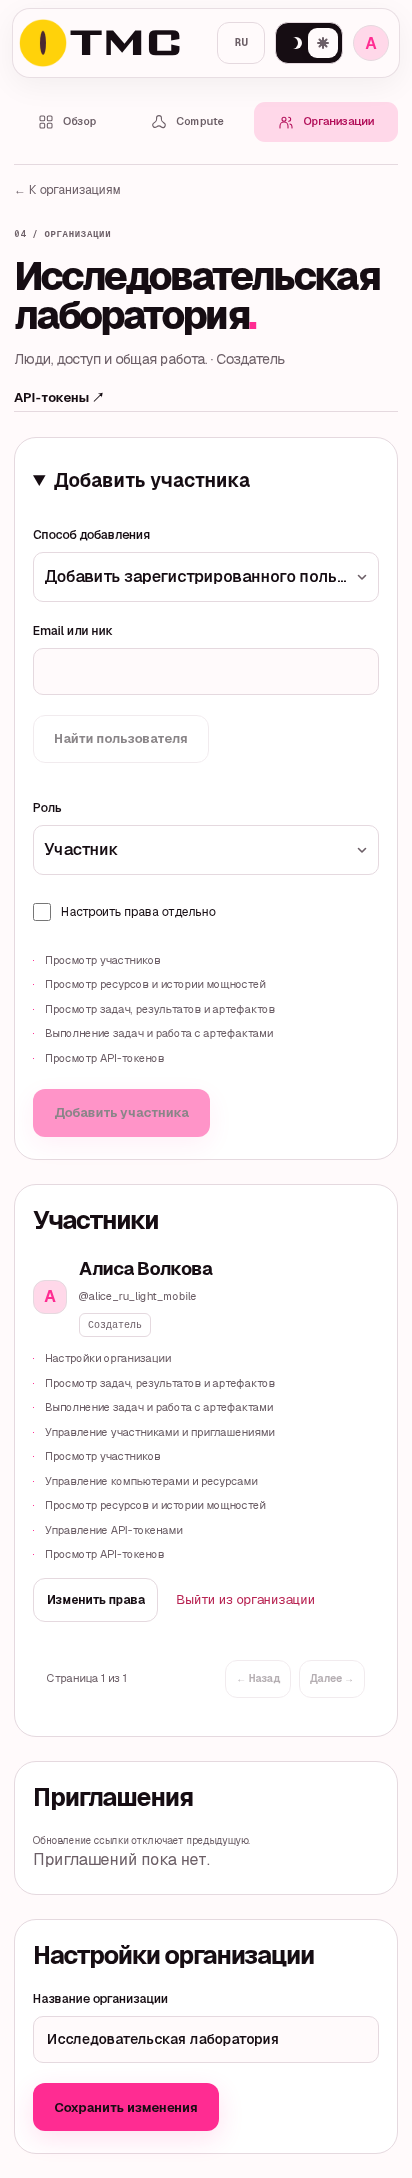 TMC
RU
A
Обзор
Compute
Организации
← К организациям
04 / ОРГАНИЗАЦИИ
Исследовательская
лаборатория.
Люди, доступ и общая работа. · Создатель
API-токены ↗
▼ Добавить участника
Способ добавления
Добавить зарегистрированного поль...
Email или ник
Найти пользователя
Роль
Участник
Настроить права отдельно
· Просмотр участников
· Просмотр ресурсов и истории мощностей
· Просмотр задач, результатов и артефактов
· Выполнение задач и работа с артефактами
· Просмотр API-токенов
Добавить участника
Участники
A
Алиса Волкова
@alice_ru_light_mobile
Создатель
· Настройки организации
· Просмотр задач, результатов и артефактов
· Выполнение задач и работа с артефактами
· Управление участниками и приглашениями
· Просмотр участников
· Управление компьютерами и ресурсами
· Просмотр ресурсов и истории мощностей
· Управление API-токенами
· Просмотр API-токенов
Изменить права
Выйти из организации
Страница 1 из 1
← Назад
Далее →
Приглашения
Обновление ссылки отключает предыдущую.
Приглашений пока нет.
Настройки организации
Название организации
Исследовательская лаборатория
Сохранить изменения